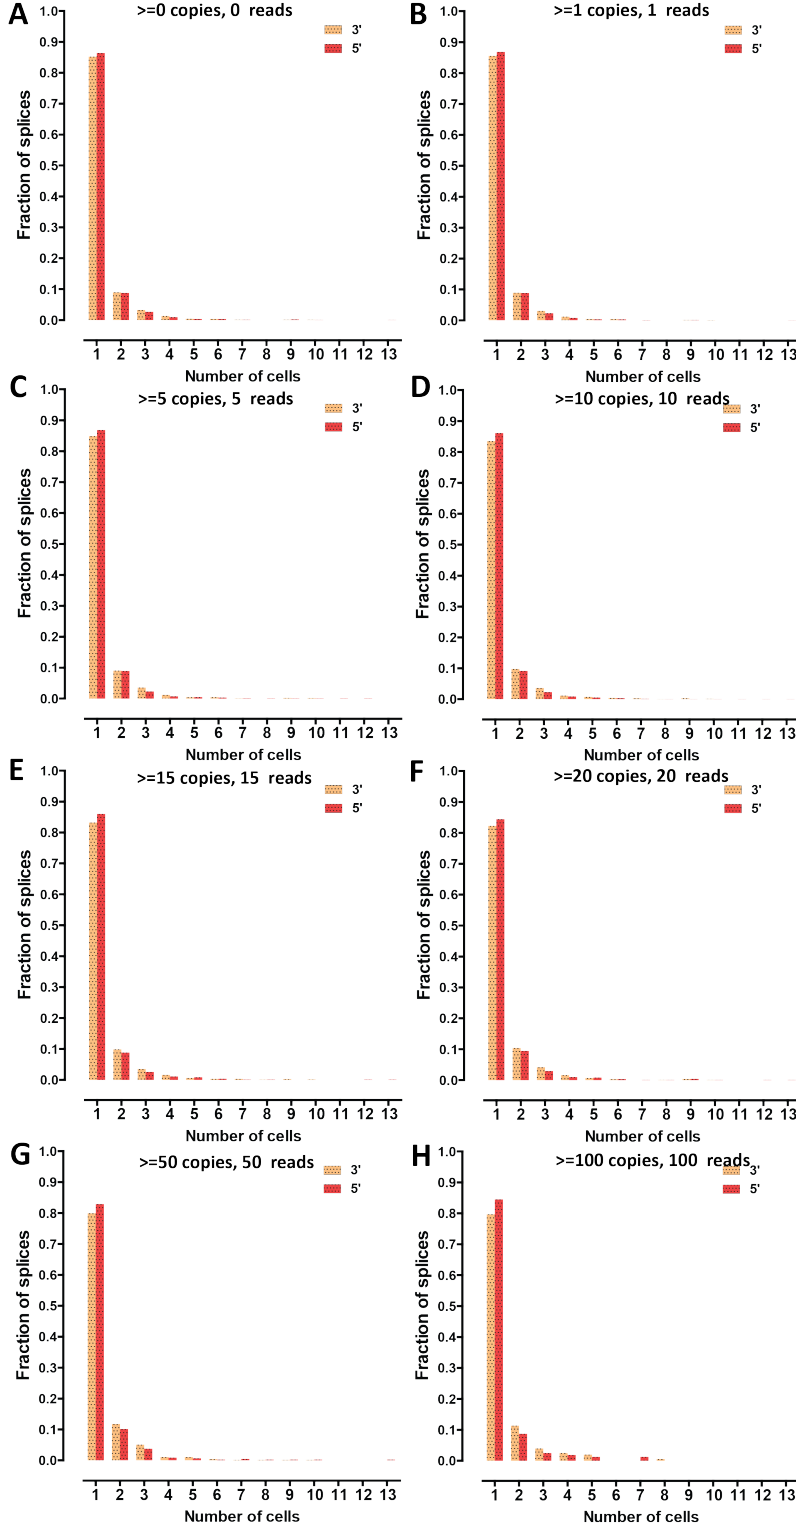 A
>=0 copies, 0 reads
3'
5'
1.0
0.9
0.8
0.7
0.6
0.5
0.4
0.3
0.2
0.1
0.0
Fraction of splices
1 2 3 4 5 6 7 8 9 10 11 12 13
Number of cells
B
>=1 copies, 1 reads
3'
5'
1.0
0.9
0.8
0.7
0.6
0.5
0.4
0.3
0.2
0.1
0.0
Fraction of splices
1 2 3 4 5 6 7 8 9 10 11 12 13
Number of cells
C
>=5 copies, 5 reads
3'
5'
1.0
0.9
0.8
0.7
0.6
0.5
0.4
0.3
0.2
0.1
0.0
Fraction of splices
1 2 3 4 5 6 7 8 9 10 11 12 13
Number of cells
D
>=10 copies, 10 reads
3'
5'
1.0
0.9
0.8
0.7
0.6
0.5
0.4
0.3
0.2
0.1
0.0
Fraction of splices
1 2 3 4 5 6 7 8 9 10 11 12 13
Number of cells
E
>=15 copies, 15 reads
3'
5'
1.0
0.9
0.8
0.7
0.6
0.5
0.4
0.3
0.2
0.1
0.0
Fraction of splices
1 2 3 4 5 6 7 8 9 10 11 12 13
Number of cells
F
>=20 copies, 20 reads
3'
5'
1.0
0.9
0.8
0.7
0.6
0.5
0.4
0.3
0.2
0.1
0.0
Fraction of splices
1 2 3 4 5 6 7 8 9 10 11 12 13
Number of cells
G
>=50 copies, 50 reads
3'
5'
1.0
0.9
0.8
0.7
0.6
0.5
0.4
0.3
0.2
0.1
0.0
Fraction of splices
1 2 3 4 5 6 7 8 9 10 11 12 13
Number of cells
H
>=100 copies, 100 reads
3'
5'
1.0
0.9
0.8
0.7
0.6
0.5
0.4
0.3
0.2
0.1
0.0
Fraction of splices
1 2 3 4 5 6 7 8 9 10 11 12 13
Number of cells